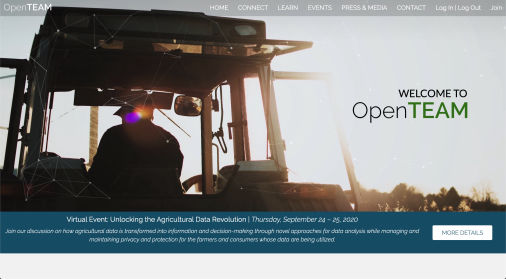 OpenTEAM HOME CONNECT LEARN EVENTS PRESS & MEDIA CONTACT Log In | Log Out Join
WELCOME TO
OpenTEAM
Virtual Event: Unlocking the Agricultural Data Revolution | Thursday, September 24 – 25, 2020
Join our discussion on how agricultural data is transformed into information and decision-making through novel approaches for data analysis while managing and
maintaining privacy and protection for the farmers and consumers whose data are being utilized.
MORE DETAILS